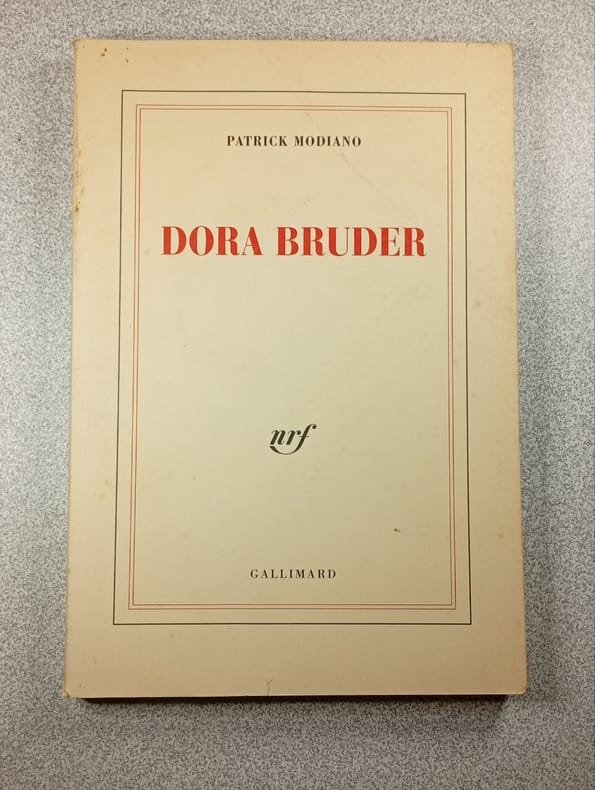 PATRICK MODIANO
DORA BRUDER
nrf
GALLIMARD